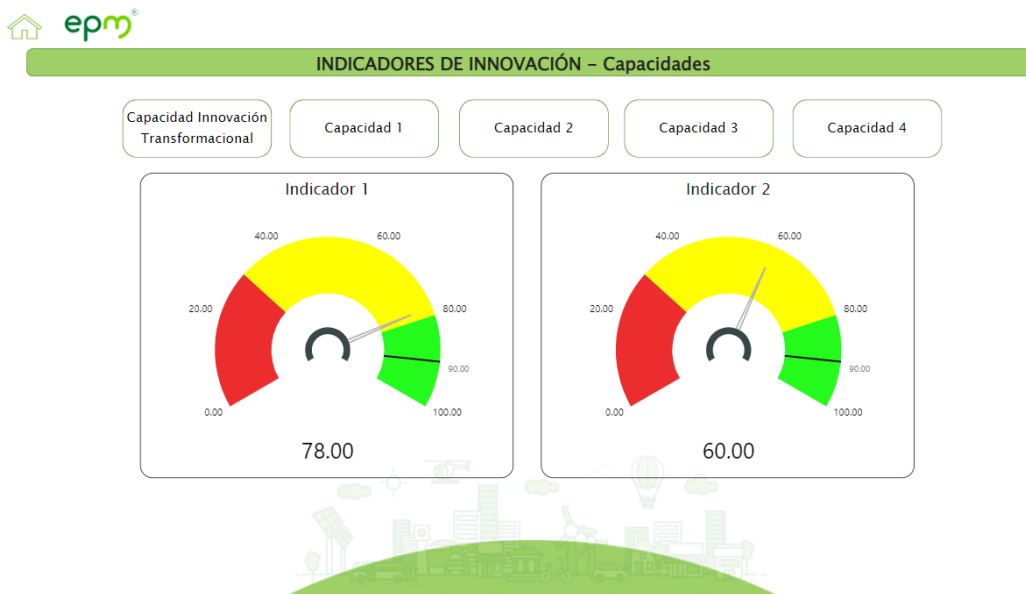 epm®
INDICADORES DE INNOVACIÓN – Capacidades
Capacidad Innovación
Transformacional
Capacidad 1
Capacidad 2
Capacidad 3
Capacidad 4
Indicador 1
0.00
20.00
40.00
60.00
80.00
90.00
100.00
78.00
Indicador 2
0.00
20.00
40.00
60.00
80.00
90.00
100.00
60.00